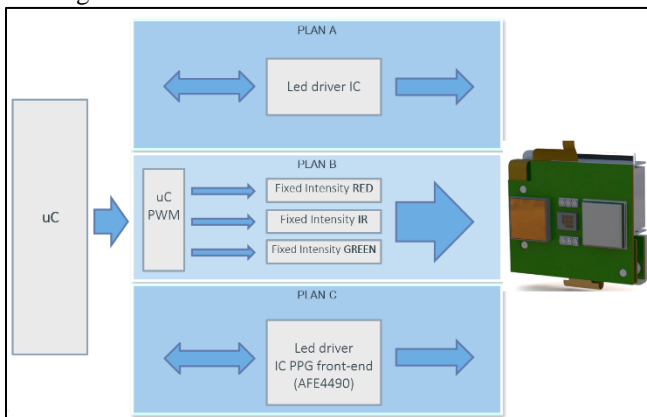 PLAN A
Led driver IC
PLAN B
uC
uC
PWM
Fixed Intensity RED
Fixed Intensity IR
Fixed Intensity GREEN
PLAN C
Led driver
IC PPG front-end
(AFE4490)